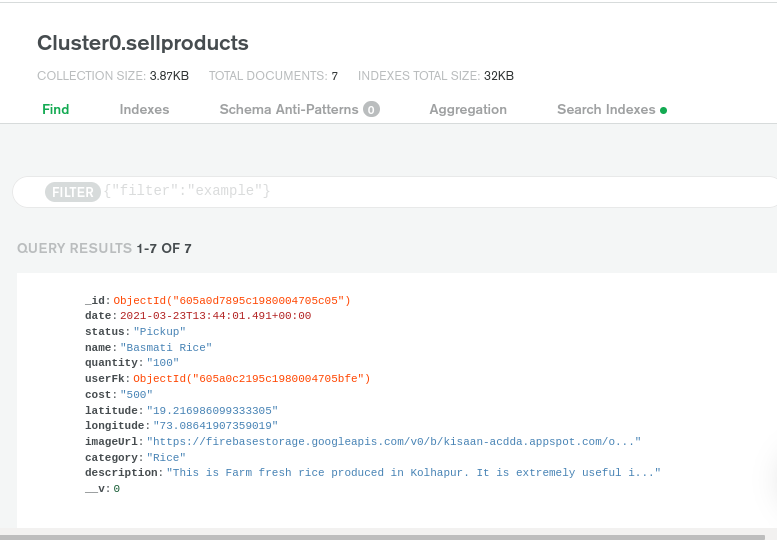 Cluster0.sellproducts
COLLECTION SIZE: 3.87KB TOTAL DOCUMENTS: 7 INDEXES TOTAL SIZE: 32KB
Find Indexes Schema Anti-Patterns 0 Aggregation Search Indexes
FILTER {"filter":"example"}
QUERY RESULTS 1-7 OF 7
_id: ObjectId("605a0d7895c1980004705c05")
date: 2021-03-23T13:44:01.491+00:00
status: "Pickup"
name: "Basmati Rice"
quantity: "100"
userFk: ObjectId("605a0c2195c1980004705bfe")
cost: "500"
latitude: "19.216986099333305"
longitude: "73.08641907359019"
imageUrl: "https://firebasestorage.googleapis.com/v0/b/kisaan-acdda.appspot.com/o..."
category: "Rice"
description: "This is Farm fresh rice produced in Kolhapur. It is extremely useful i..."
__v: 0